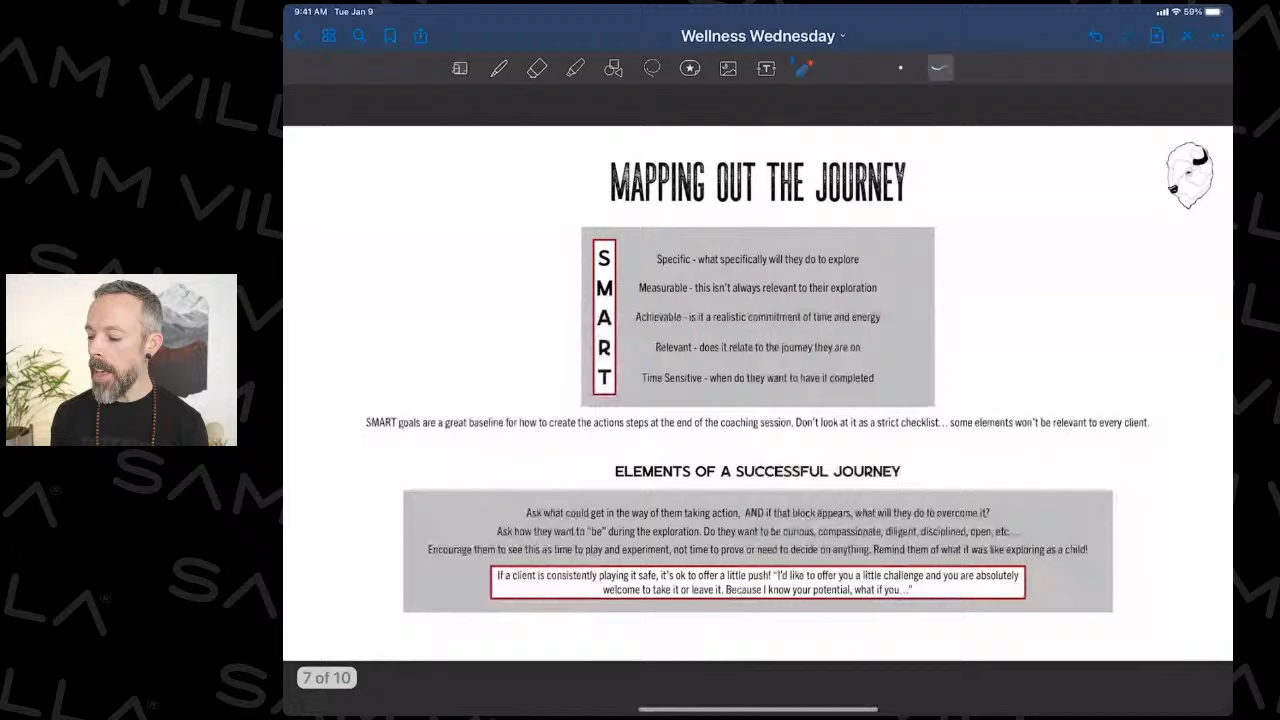 9:41 AM Tue Jan 9
59%
Wellness Wednesday
MAPPING OUT THE JOURNEY
S Specific - what specifically will they do to explore
M Measurable - this isn't always relevant to their exploration
A Achievable - is it a realistic commitment of time and energy
R Relevant - does it relate to the journey they are on
T Time Sensitive - when do they want to have it completed
SMART goals are a great baseline for how to create the actions steps at the end of the coaching session. Don't look at it as a strict checklist... some elements won't be relevant to every client.
ELEMENTS OF A SUCCESSFUL JOURNEY
Ask what could get in the way of them taking action, AND if that block appears, what will they do to overcome it?
Ask how they want to "be" during the exploration. Do they want to be curious, compassionate, diligent, disciplined, open, etc...
Encourage them to see this as time to play and experiment, not time to prove or need to decide on anything. Remind them of what it was like exploring as a child!
If a client is consistently playing it safe, it's ok to offer a little push! "I'd like to offer you a little challenge and you are absolutely
welcome to take it or leave it. Because I know your potential, what if you..."
7 of 10
SAM VILLA
SAM VILLA
SAM VILLA